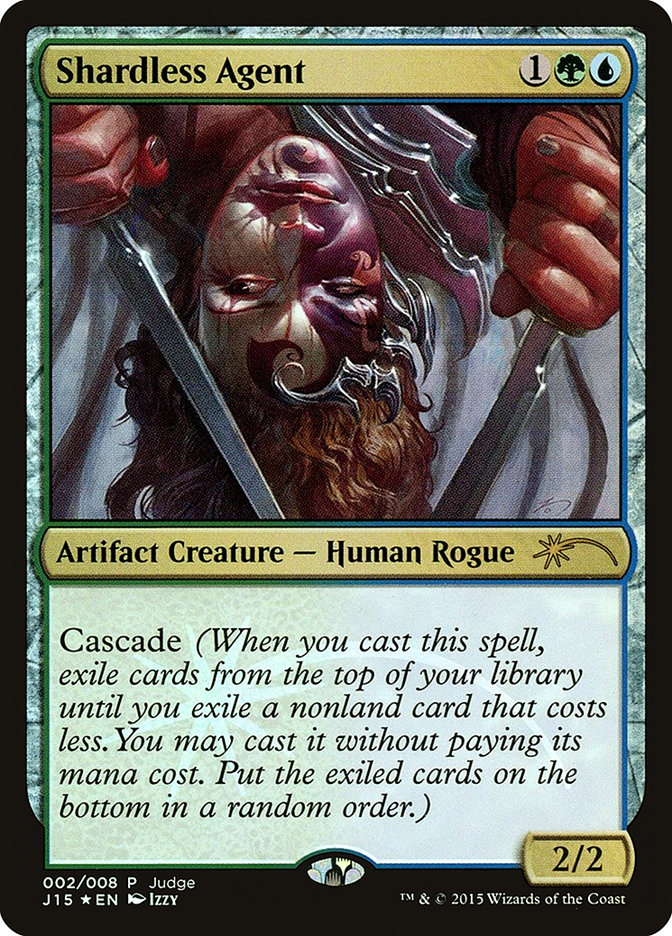 Shardless Agent 1
Artifact Creature — Human Rogue
Cascade (When you cast this spell,
exile cards from the top of your library
until you exile a nonland card that costs
less. You may cast it without paying its
mana cost. Put the exiled cards on the
bottom in a random order.)
2/2
002/008 P Judge
J15 ★ EN Izzy
™ & © 2015 Wizards of the Coast